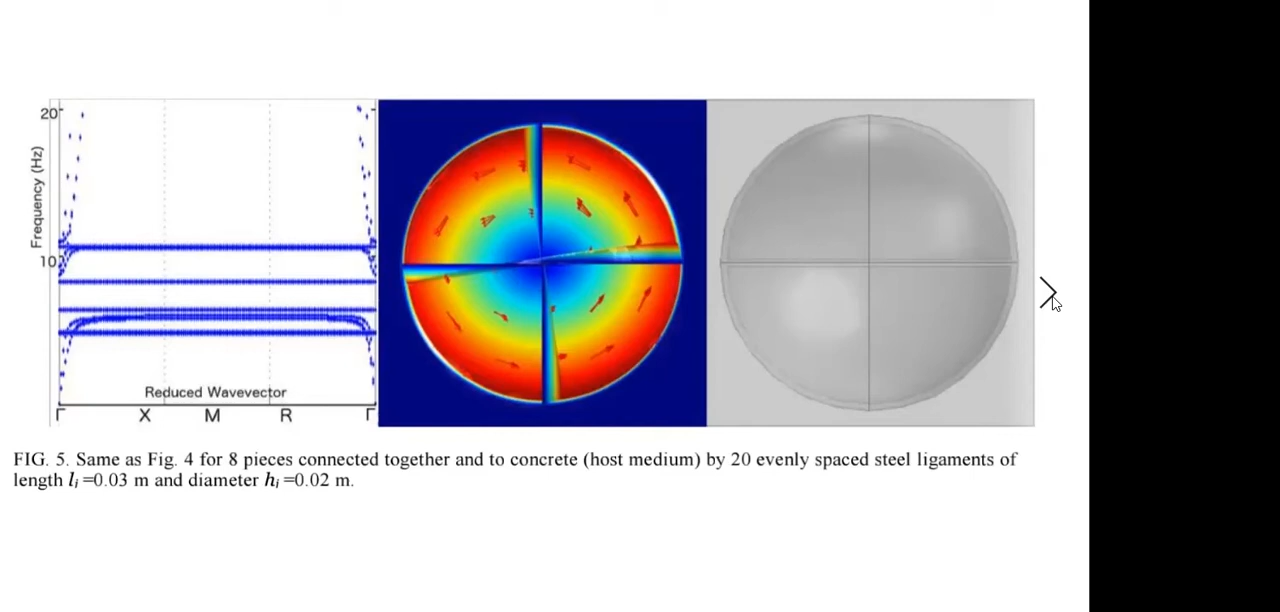 20
Frequency (Hz)
10
Reduced Wavevector
Γ X M R Γ
FIG. 5. Same as Fig. 4 for 8 pieces connected together and to concrete (host medium) by 20 evenly spaced steel ligaments of
length li =0.03 m and diameter hi =0.02 m.